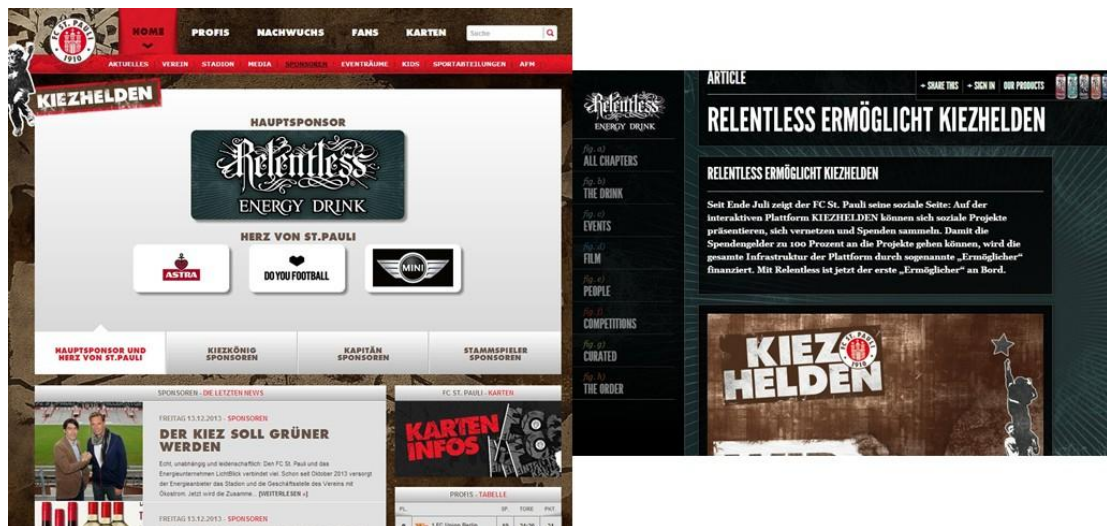 FC ST. PAULI
1910
HOME
PROFIS
NACHWUCHS
FANS
KARTEN
Suche
AKTUELLES
VEREIN
STADION
MEDIA
SPONSOREN
EVENTRÄUME
KIDS
SPORTABTEILUNGEN
AFM
KIEZHELDEN
HAUPTSPONSOR
Relentless
ENERGY DRINK
HERZ VON ST.PAULI
ASTRA
DO YOU FOOTBALL
MINI
HAUPTSPONSOR UND
HERZ VON ST.PAULI
KIEZKÖNIG
SPONSOREN
KAPITÄN
SPONSOREN
STAMMSPIELER
SPONSOREN
SPONSOREN - DIE LETZTEN NEWS
FREITAG 13.12.2013 - SPONSOREN
DER KIEZ SOLL GRÜNER
WERDEN
Echt, unabhängig und leidenschaftlich: Den FC St. Pauli und das
Energieunternehmen LichtBlick verbindet viel. Schon seit Oktober 2013 versorgt
der Energieanbieter das Stadion und die Geschäftsstelle des Vereins mit
Ökostrom. Jetzt wird die Zusamme... [WEITERLESEN »]
FREITAG 13.12.2013 - SPONSOREN
FC ST. PAULI - KARTEN
KARTEN
INFOS
PROFIS - TABELLE
PL.
SP.
TORE
PKT.
1.FC Union Berlin
Relentless
ENERGY DRINK
fig. a)
ALL CHAPTERS
fig. b)
THE DRINK
fig. c)
EVENTS
fig. d)
FILM
fig. e)
PEOPLE
fig. f)
COMPETITIONS
fig. g)
CURATED
fig. h)
THE ORDER
ARTICLE
SHARE THIS
SIGN IN
OUR PRODUCTS
RELENTLESS ERMÖGLICHT KIEZHELDEN
RELENTLESS ERMÖGLICHT KIEZHELDEN
Seit Ende Juli zeigt der FC St. Pauli seine soziale Seite: Auf der
interaktiven Plattform KIEZHELDEN können sich soziale Projekte
präsentieren, sich vernetzen und Spenden sammeln. Damit die
Spendengelder zu 100 Prozent an die Projekte gehen können, wird die
gesamte Infrastruktur der Plattform durch sogenannte „Ermöglicher“
finanziert. Mit Relentless ist jetzt der erste „Ermöglicher“ an Bord.
KIEZ
HELDEN